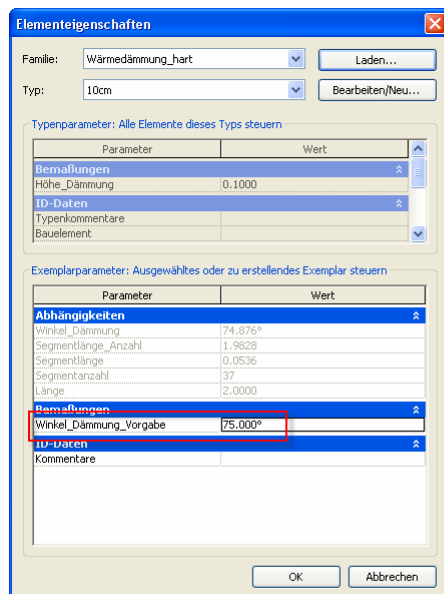 Elementeigenschaften
Familie: Wärmedämmung_hart Laden...
Typ: 10cm Bearbeiten/Neu...
Typenparameter: Alle Elemente dieses Typs steuern
Parameter Wert
Bemaßungen
Höhe_Dämmung 0.1000
ID-Daten
Typenkommentare
Bauelement
Exemplarparameter: Ausgewähltes oder zu erstellendes Exemplar steuern
Parameter Wert
Abhängigkeiten
Winkel_Dämmung 74.876°
Segmentlänge_Anzahl 1.9828
Segmentlänge 0.0536
Segmentanzahl 37
Länge 2.0000
Bemaßungen
Winkel_Dämmung_Vorgabe 75.000°
ID-Daten
Kommentare
OK Abbrechen